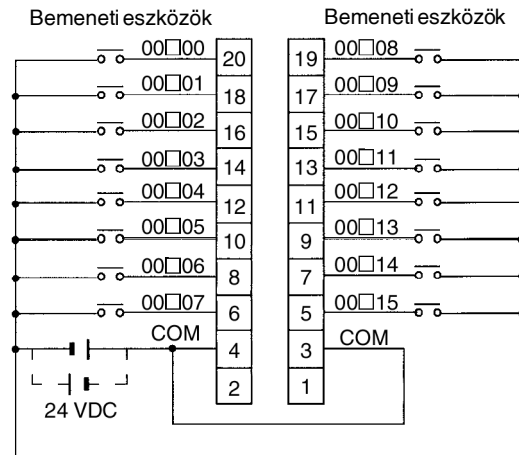 Bemeneti eszközök Bemeneti eszközök
00□00 20 19 00□08
00□01 18 17 00□09
00□02 16 15 00□10
00□03 14 13 00□11
00□04 12 11 00□12
00□05 10 9 00□13
00□06 8 7 00□14
00□07 6 5 00□15
COM 4 3 COM
2 1
24 VDC